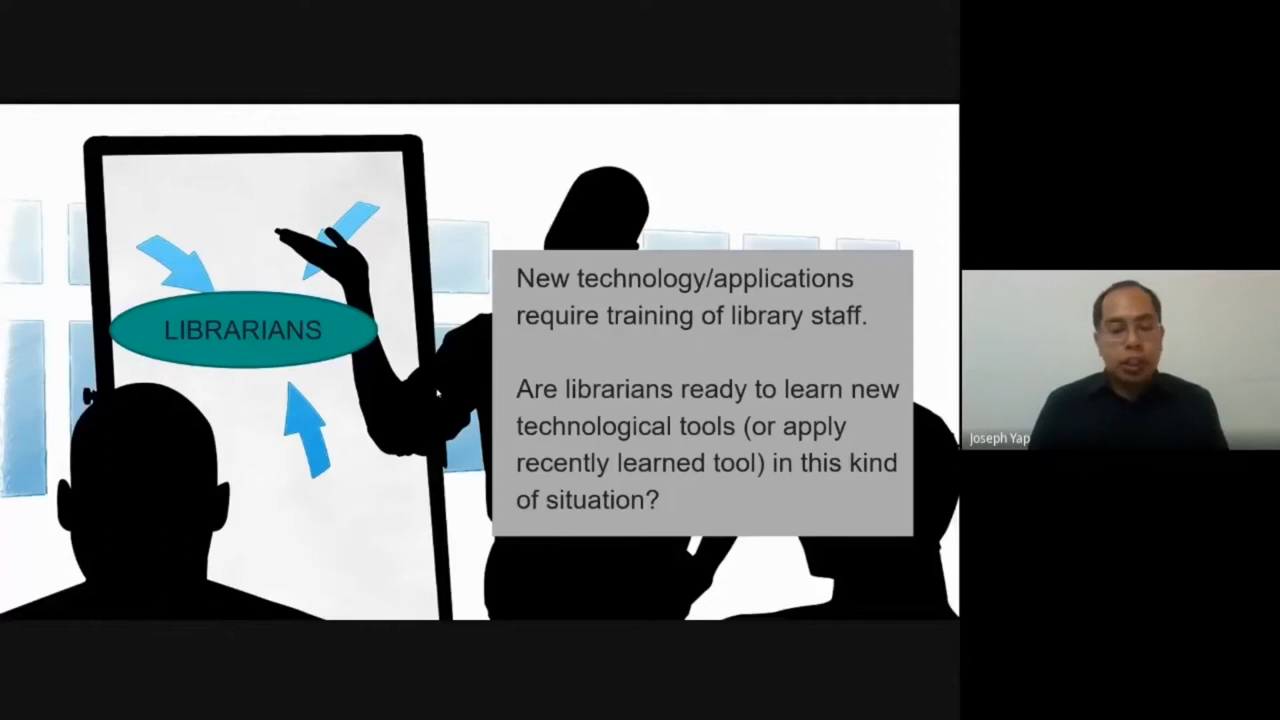 LIBRARIANS
New technology/applications
require training of library staff.
Are librarians ready to learn new
technological tools (or apply
recently learned tool) in this kind
of situation?
Joseph Yap